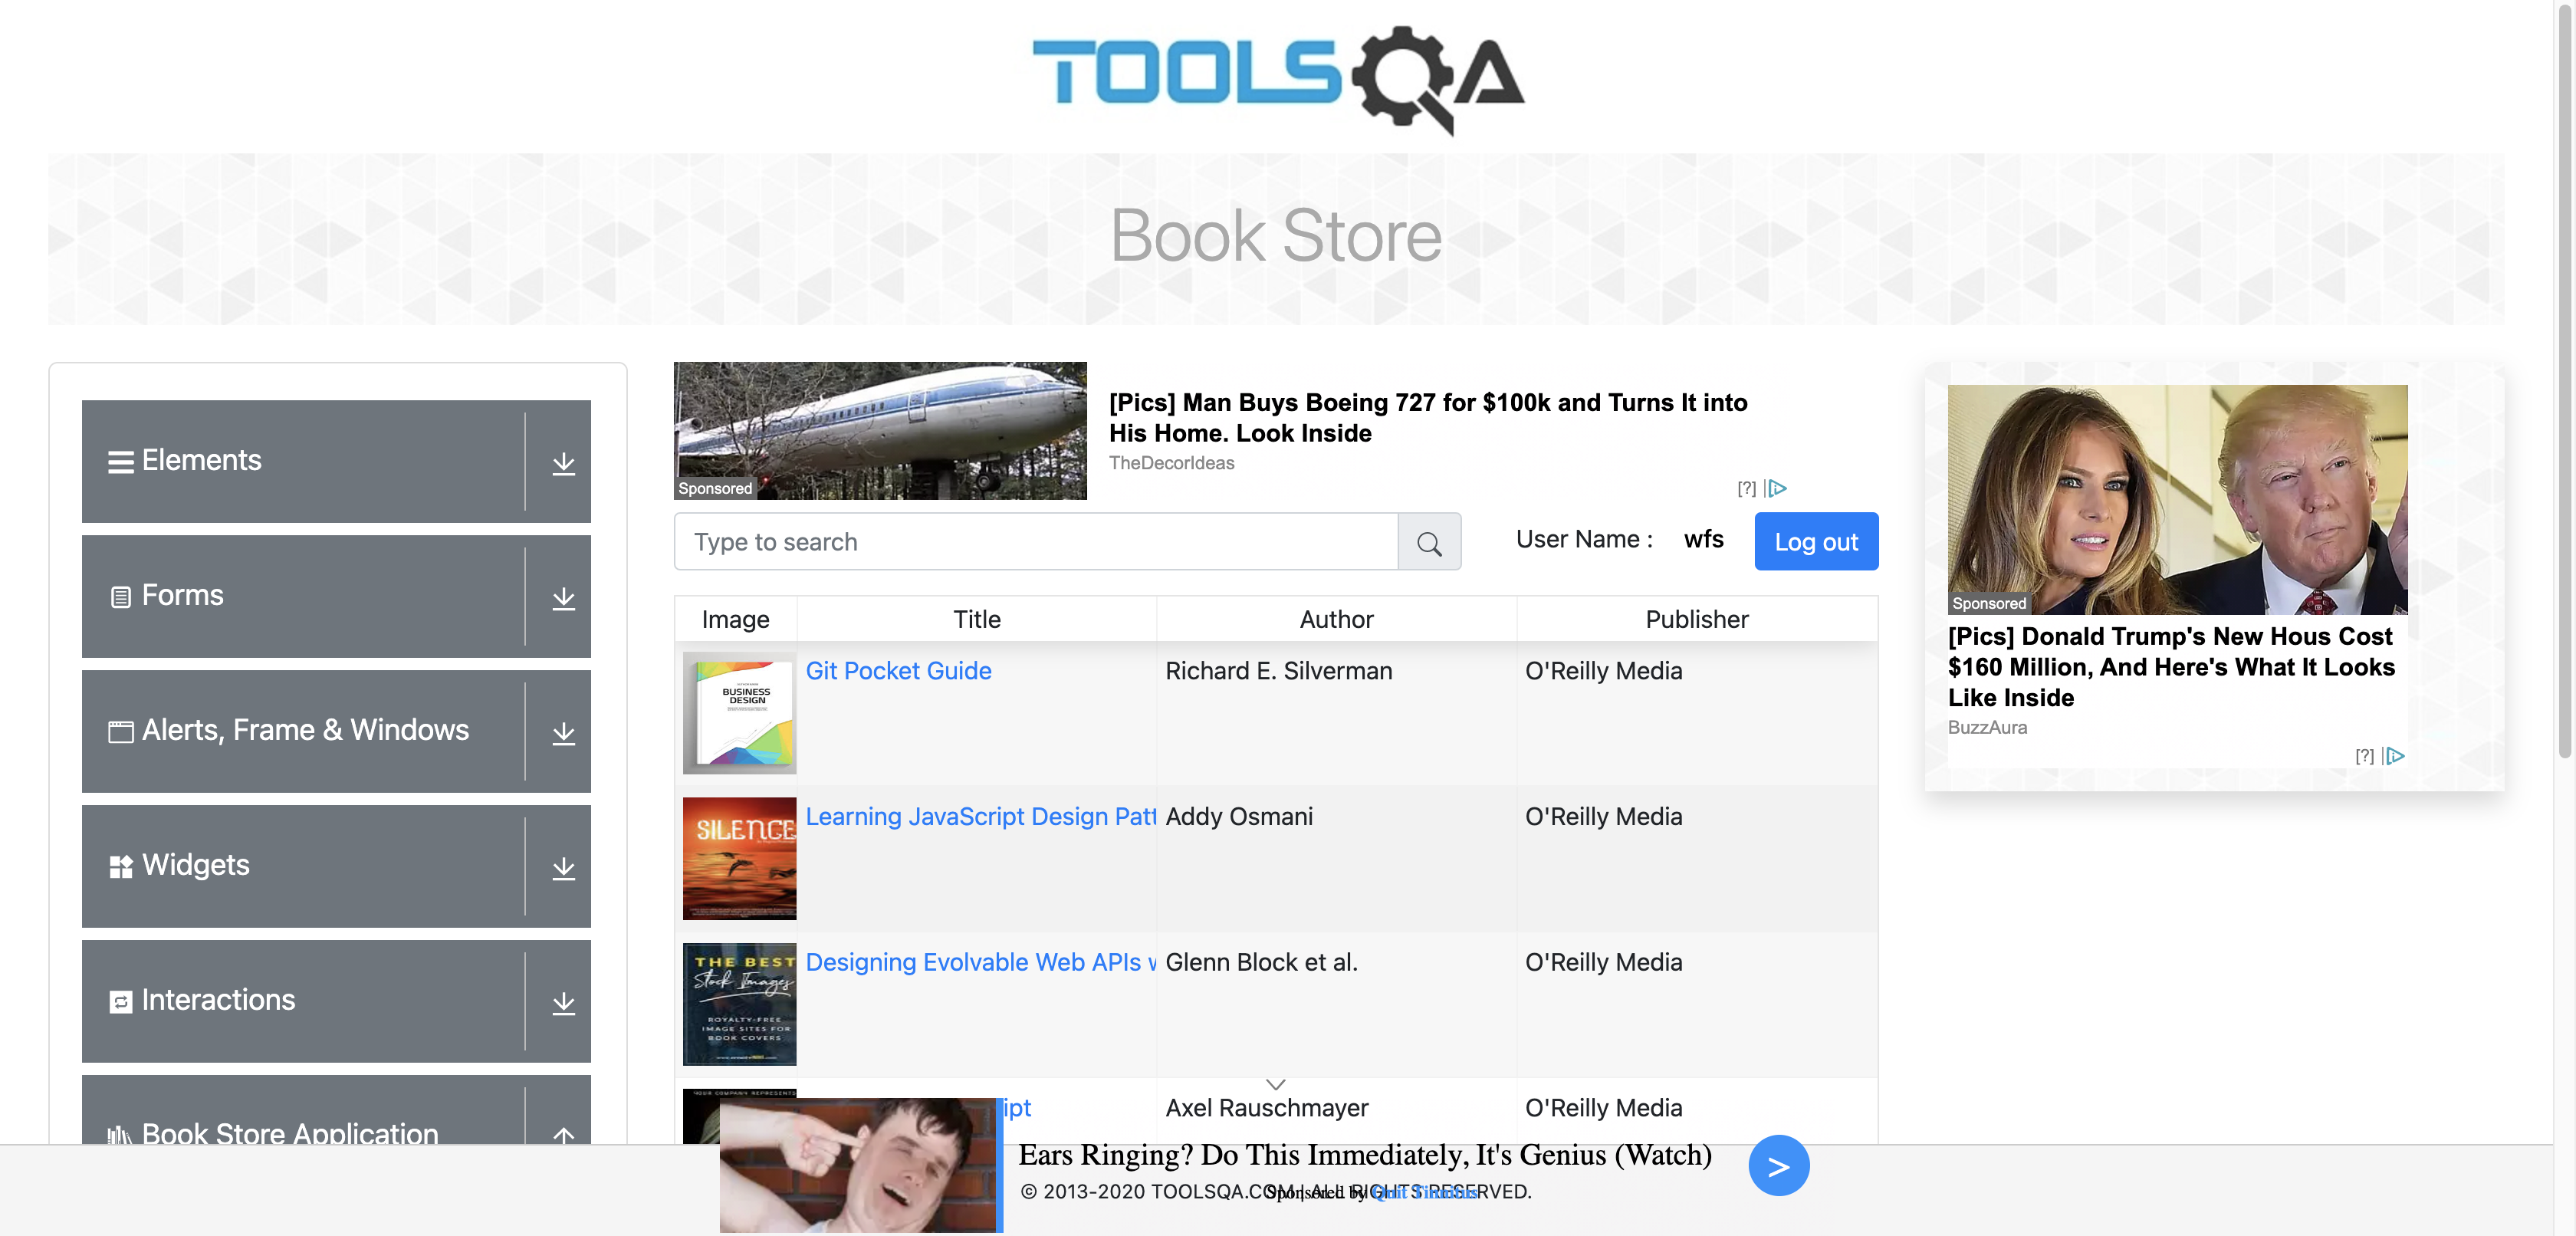 TOOLSQA
Book Store
Elements
Forms
Alerts, Frame & Windows
Widgets
Interactions
Book Store Application
Sponsored
[Pics] Man Buys Boeing 727 for $100k and Turns It into
His Home. Look Inside
TheDecorIdeas
[?]
Type to search
User Name :
wfs
Log out
Image
Title
Author
Publisher
BUSINESS
DESIGN
Git Pocket Guide
Richard E. Silverman
O'Reilly Media
SILENCE
Learning JavaScript Design Patt
Addy Osmani
O'Reilly Media
THE BEST
Stock Images
ROYALTY-FREE
IMAGE SITES FOR
BOOK COVERS
Designing Evolvable Web APIs w
Glenn Block et al.
O'Reilly Media
YOUR COMPANY REPRESENTS
ipt
Axel Rauschmayer
O'Reilly Media
Sponsored
[Pics] Donald Trump's New Hous Cost
$160 Million, And Here's What It Looks
Like Inside
BuzzAura
[?]
Ears Ringing? Do This Immediately, It's Genius (Watch)
>
© 2013-2020 TOOLSQA.COM | ALL RIGHTS RESERVED.
Sponsored by Quit Tinnitus